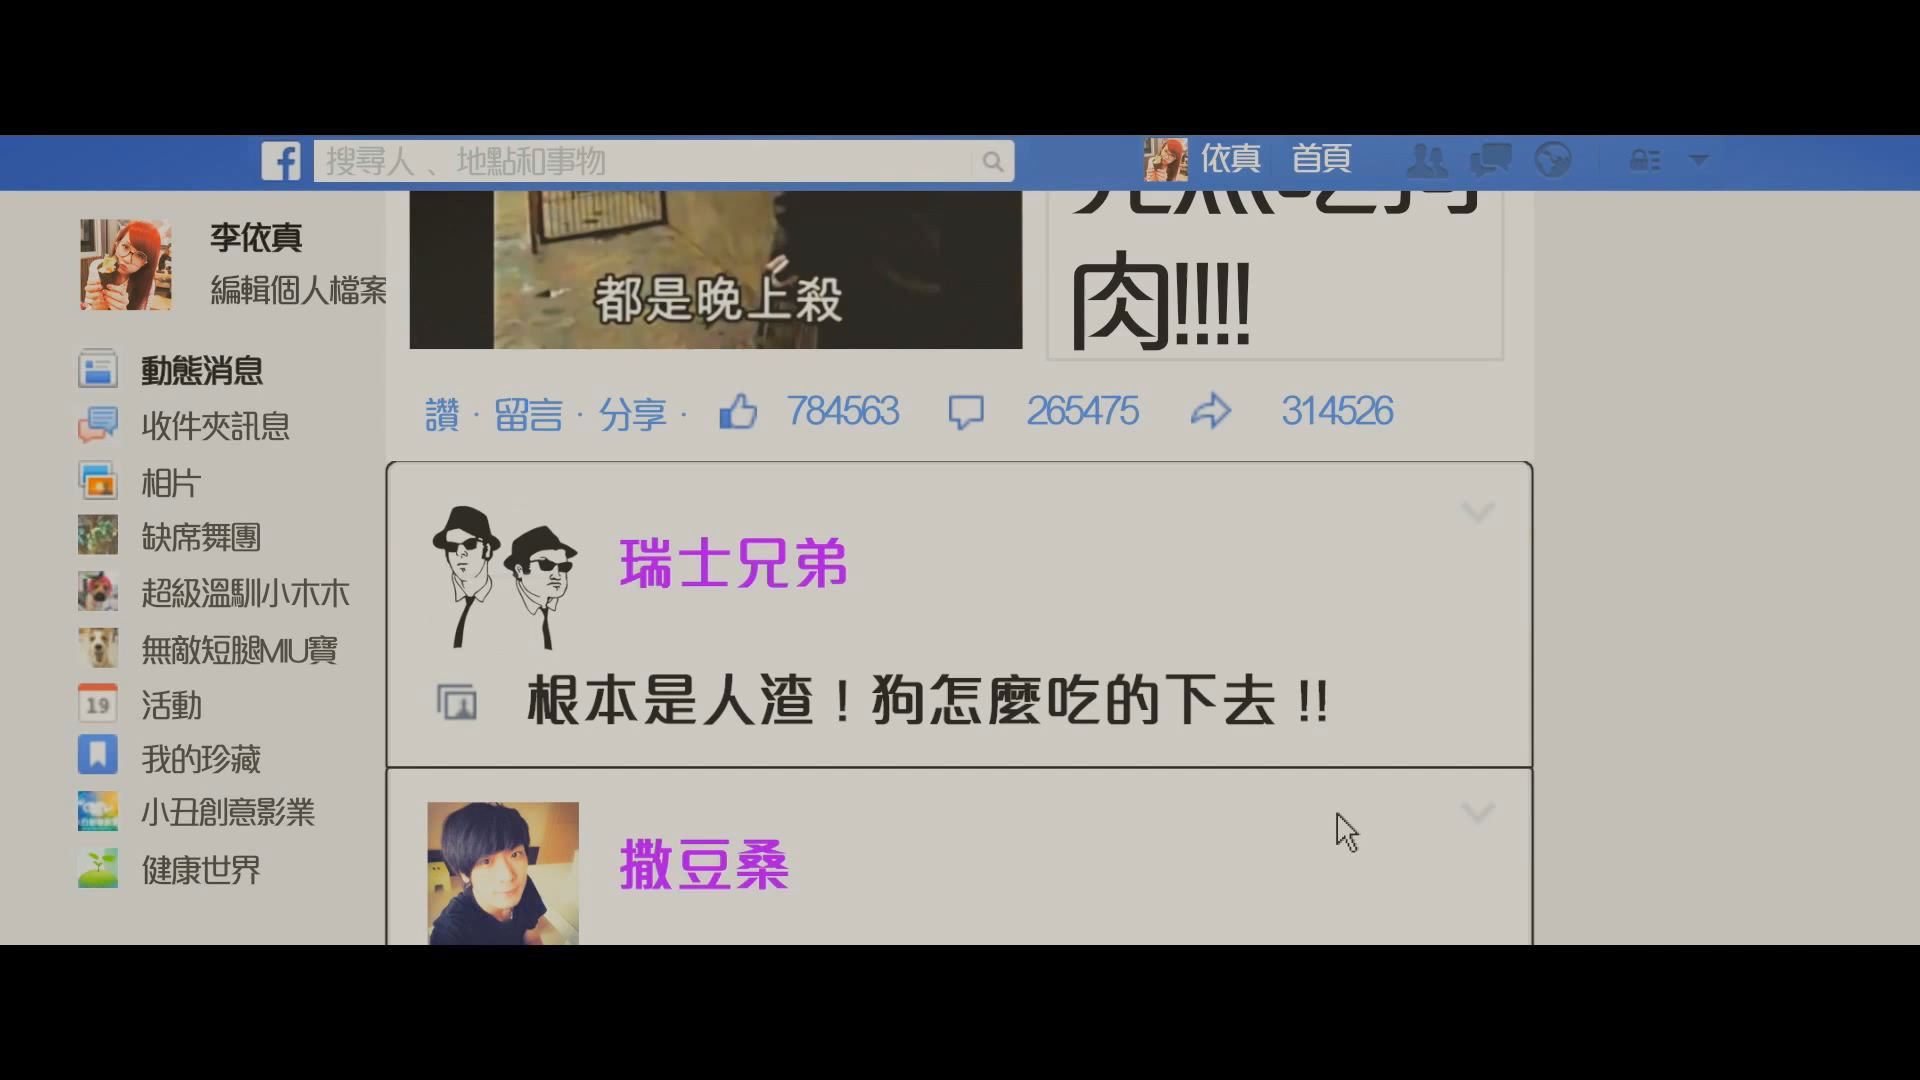 搜尋人、地點和事物
依真 首頁
李依真
編輯個人檔案
動態消息
收件夾訊息
相片
缺席舞團
超級溫馴小木木
無敵短腿MIU寶
活動
19
我的珍藏
小丑創意影業
健康世界
都是晚上殺
肉!!!!
讚 · 留言 · 分享 · 784563 265475 314526
瑞士兄弟
根本是人渣！狗怎麼吃的下去 !!
撒豆桑